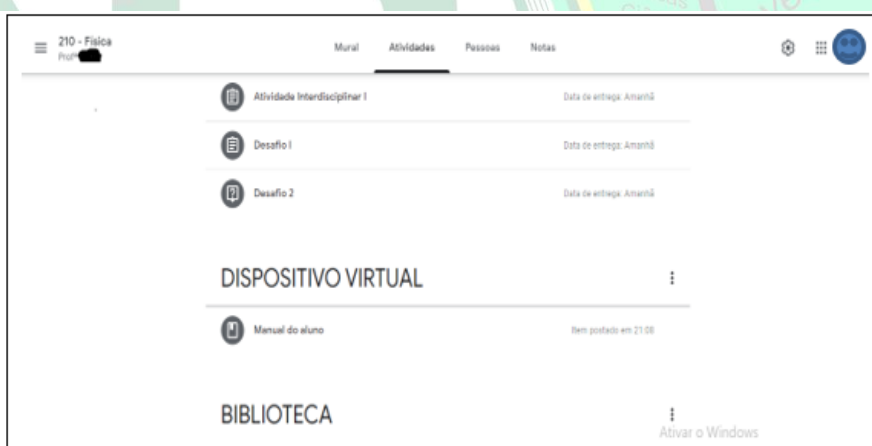 210 - Física
Profª
Mural Atividades Pessoas Notas
Atividade Interdisciplinar I Data de entrega: Amanhã
Desafio I Data de entrega: Amanhã
Desafio 2 Data de entrega: Amanhã
DISPOSITIVO VIRTUAL
Manual do aluno Item postado em 21:08
BIBLIOTECA
Ativar o Windows